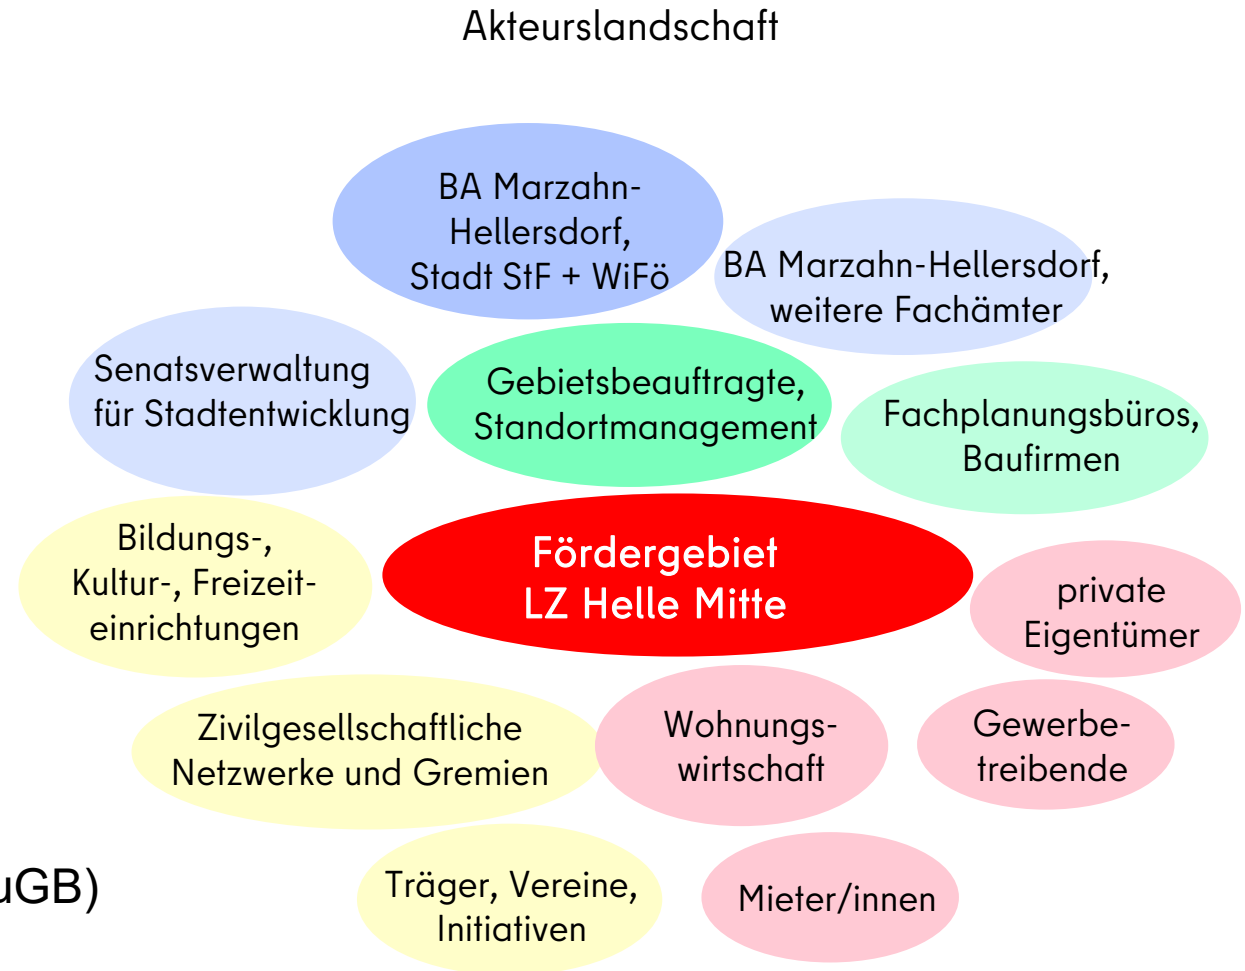 Akteurslandschaft
BA Marzahn-
Hellersdorf,
Stadt StF + WiFö
BA Marzahn-Hellersdorf,
weitere Fachämter
Senatsverwaltung
für Stadtentwicklung
Gebietsbeauftragte,
Standortmanagement
Fachplanungsbüros,
Baufirmen
Bildungs-,
Kultur-, Freizeit-
einrichtungen
Fördergebiet
LZ Helle Mitte
private
Eigentümer
Zivilgesellschaftliche
Netzwerke und Gremien
Wohnungs-
wirtschaft
Gewerbe-
treibende
uGB)
Träger, Vereine,
Initiativen
Mieter/innen